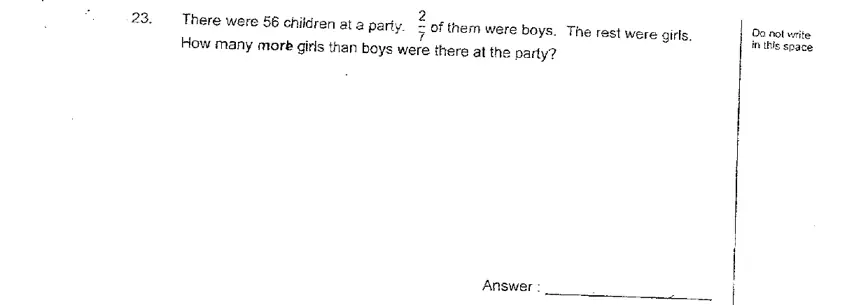 23. There were 56 children at a party. 2/7 of them were boys. The rest were girls.
How many more girls than boys were there at the party?
Do not write
in this space
Answer : ____________